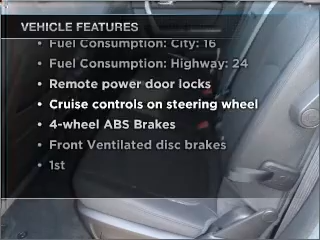 VEHICLE FEATURES
• Fuel Consumption: City: 16
• Fuel Consumption: Highway: 24
• Remote power door locks
• Cruise controls on steering wheel
• 4-wheel ABS Brakes
• Front Ventilated disc brakes
• 1st